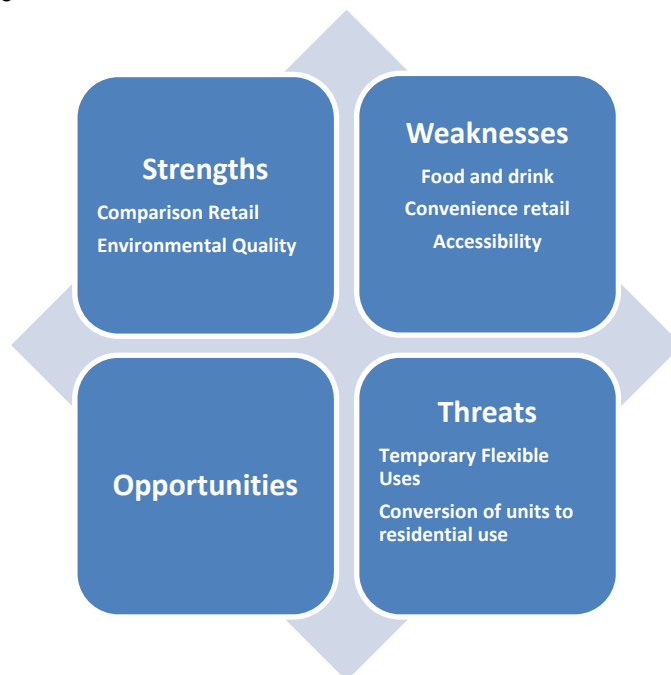 Strengths
Comparison Retail
Environmental Quality
Weaknesses
Food and drink
Convenience retail
Accessibility
Opportunities
Threats
Temporary Flexible
Uses
Conversion of units to
residential use